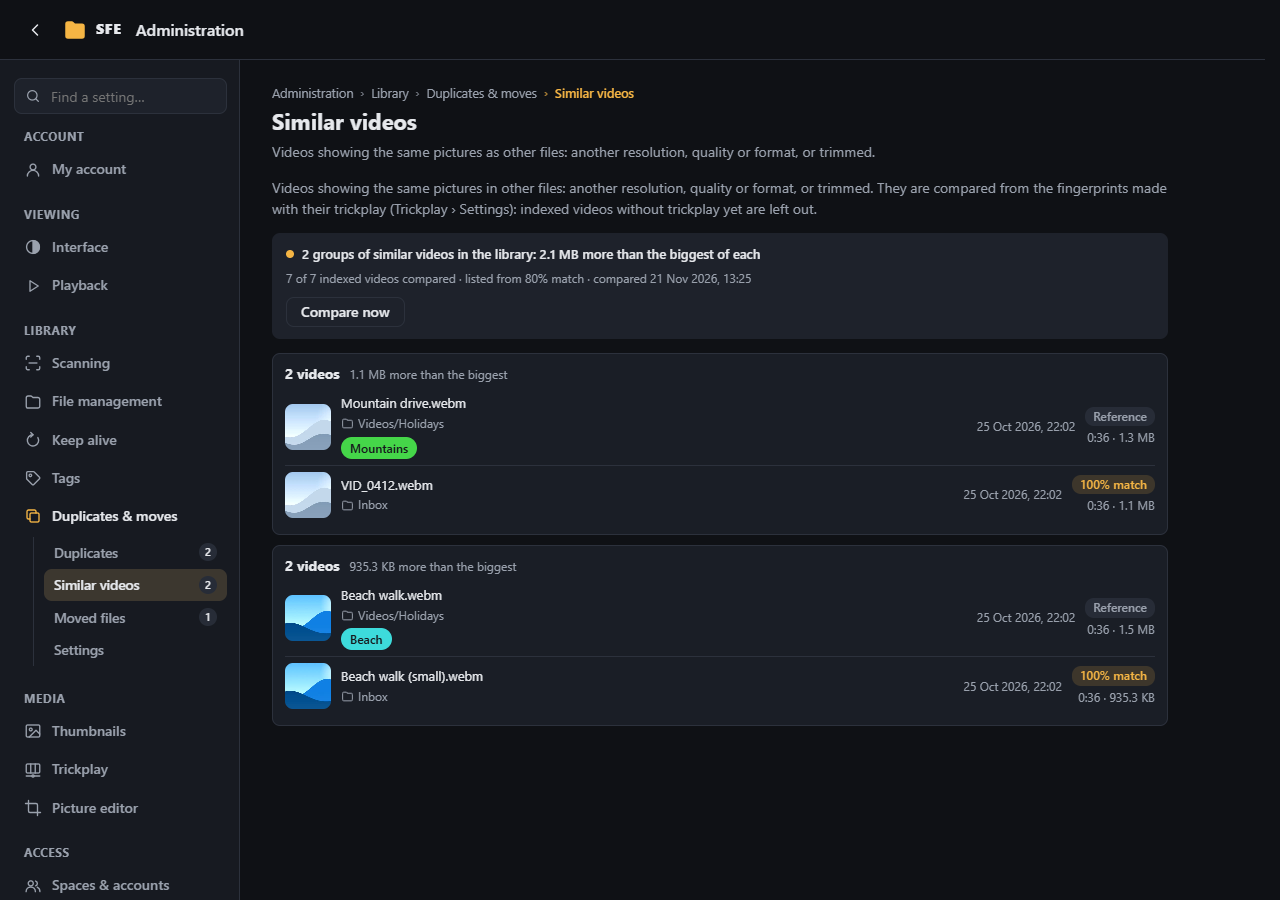 SFE Administration
Find a setting...
ACCOUNT
My account
VIEWING
Interface
Playback
LIBRARY
Scanning
File management
Keep alive
Tags
Duplicates & moves
Duplicates 2
Similar videos 2
Moved files 1
Settings
MEDIA
Thumbnails
Trickplay
Picture editor
ACCESS
Spaces & accounts
Administration › Library › Duplicates & moves › Similar videos
Similar videos
Videos showing the same pictures as other files: another resolution, quality or format, or trimmed.
Videos showing the same pictures in other files: another resolution, quality or format, or trimmed. They are compared from the fingerprints made
with their trickplay (Trickplay › Settings): indexed videos without trickplay yet are left out.
2 groups of similar videos in the library: 2.1 MB more than the biggest of each
7 of 7 indexed videos compared · listed from 80% match · compared 21 Nov 2026, 13:25
Compare now
2 videos 1.1 MB more than the biggest
Mountain drive.webm
Videos/Holidays
Mountains
25 Oct 2026, 22:02
Reference
0:36 · 1.3 MB
VID_0412.webm
Inbox
25 Oct 2026, 22:02
100% match
0:36 · 1.1 MB
2 videos 935.3 KB more than the biggest
Beach walk.webm
Videos/Holidays
Beach
25 Oct 2026, 22:02
Reference
0:36 · 1.5 MB
Beach walk (small).webm
Inbox
25 Oct 2026, 22:02
100% match
0:36 · 935.3 KB